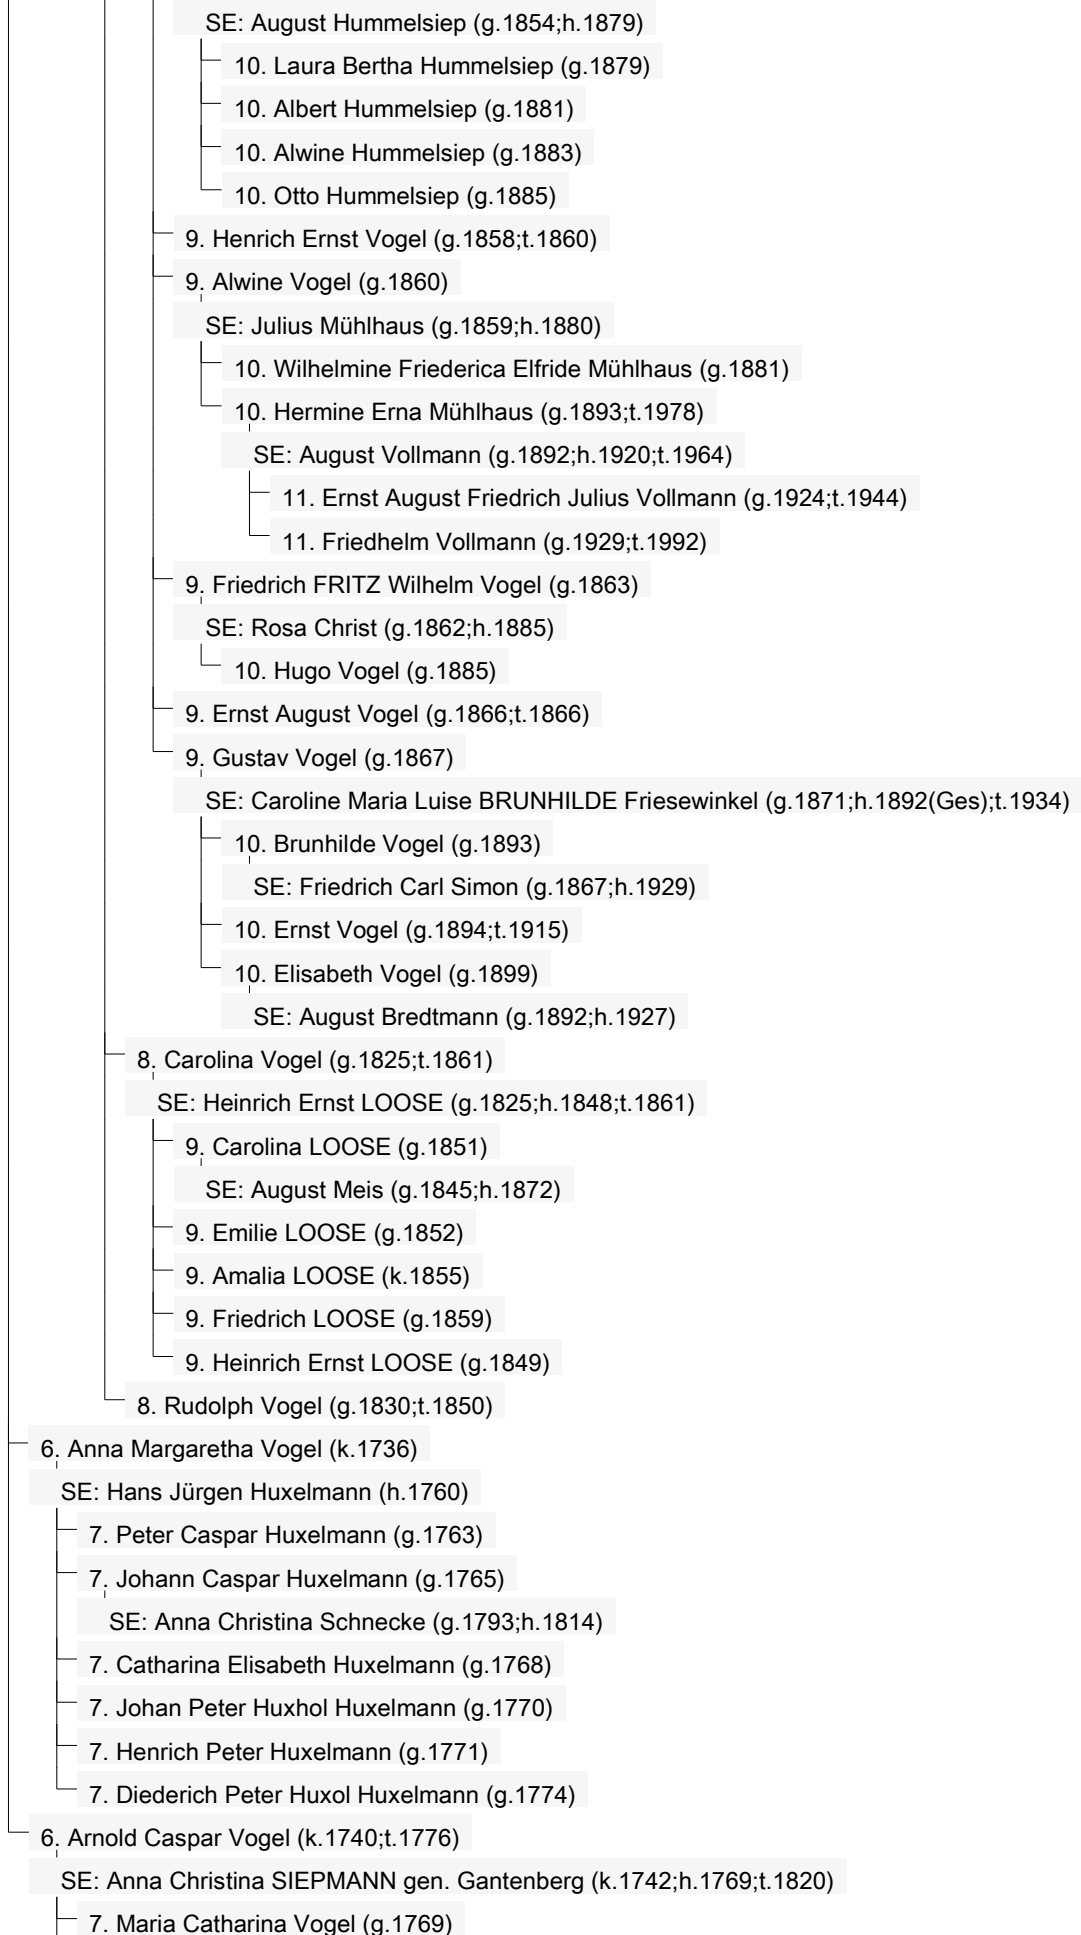 SE: August Hummelsiep (g.1854;h.1879)
10. Laura Bertha Hummelsiep (g.1879)
10. Albert Hummelsiep (g.1881)
10. Alwine Hummelsiep (g.1883)
10. Otto Hummelsiep (g.1885)
9. Henrich Ernst Vogel (g.1858;t.1860)
9. Alwine Vogel (g.1860)
SE: Julius Mühlhaus (g.1859;h.1880)
10. Wilhelmine Friederica Elfride Mühlhaus (g.1881)
10. Hermine Erna Mühlhaus (g.1893;t.1978)
SE: August Vollmann (g.1892;h.1920;t.1964)
11. Ernst August Friedrich Julius Vollmann (g.1924;t.1944)
11. Friedhelm Vollmann (g.1929;t.1992)
9. Friedrich FRITZ Wilhelm Vogel (g.1863)
SE: Rosa Christ (g.1862;h.1885)
10. Hugo Vogel (g.1885)
9. Ernst August Vogel (g.1866;t.1866)
9. Gustav Vogel (g.1867)
SE: Caroline Maria Luise BRUNHILDE Friesewinkel (g.1871;h.1892(Ges);t.1934)
10. Brunhilde Vogel (g.1893)
SE: Friedrich Carl Simon (g.1867;h.1929)
10. Ernst Vogel (g.1894;t.1915)
10. Elisabeth Vogel (g.1899)
SE: August Bredtmann (g.1892;h.1927)
8. Carolina Vogel (g.1825;t.1861)
SE: Heinrich Ernst LOOSE (g.1825;h.1848;t.1861)
9. Carolina LOOSE (g.1851)
SE: August Meis (g.1845;h.1872)
9. Emilie LOOSE (g.1852)
9. Amalia LOOSE (k.1855)
9. Friedrich LOOSE (g.1859)
9. Heinrich Ernst LOOSE (g.1849)
8. Rudolph Vogel (g.1830;t.1850)
6. Anna Margaretha Vogel (k.1736)
SE: Hans Jürgen Huxelmann (h.1760)
7. Peter Caspar Huxelmann (g.1763)
7. Johann Caspar Huxelmann (g.1765)
SE: Anna Christina Schnecke (g.1793;h.1814)
7. Catharina Elisabeth Huxelmann (g.1768)
7. Johan Peter Huxhol Huxelmann (g.1770)
7. Henrich Peter Huxelmann (g.1771)
7. Diederich Peter Huxol Huxelmann (g.1774)
6. Arnold Caspar Vogel (k.1740;t.1776)
SE: Anna Christina SIEPMANN gen. Gantenberg (k.1742;h.1769;t.1820)
7. Maria Catharina Vogel (g.1769)